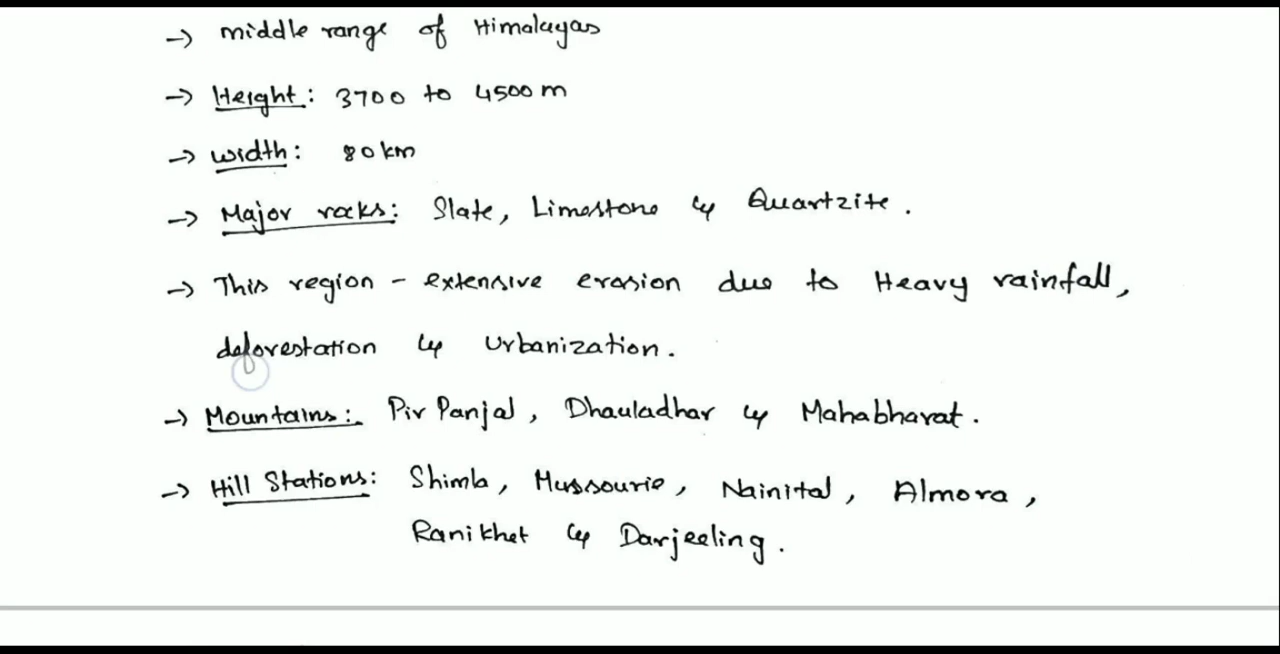 → middle range of Himalayas
→ Height: 3700 to 4500 m
→ width: 80 km
→ Major rocks: Slate, Limestone & Quartzite.
→ This region - extensive erosion due to Heavy rainfall,
deforestation & Urbanization.
→ Mountains: Pir Panjal, Dhauladhar & Mahabharat.
→ Hill Stations: Shimla, Mussourie, Nainital, Almora,
Ranikhet & Darjeeling.